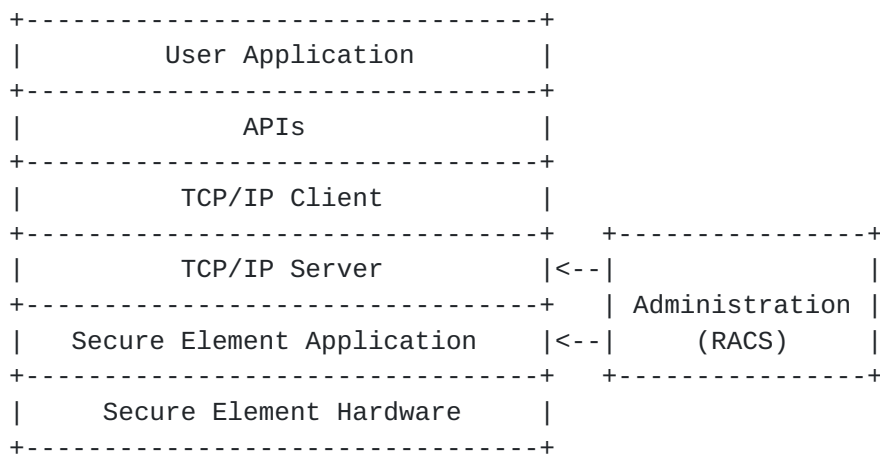 +---------------------------------+
|         User Application        |
+---------------------------------+
|              APIs               |
+---------------------------------+
|          TCP/IP Client          |
+---------------------------------+   +----------------+
|          TCP/IP Server          |<--|                |
+---------------------------------+   | Administration |
|   Secure Element Application    |<--|     (RACS)     |
+---------------------------------+   +----------------+
|     Secure Element Hardware     |
+---------------------------------+